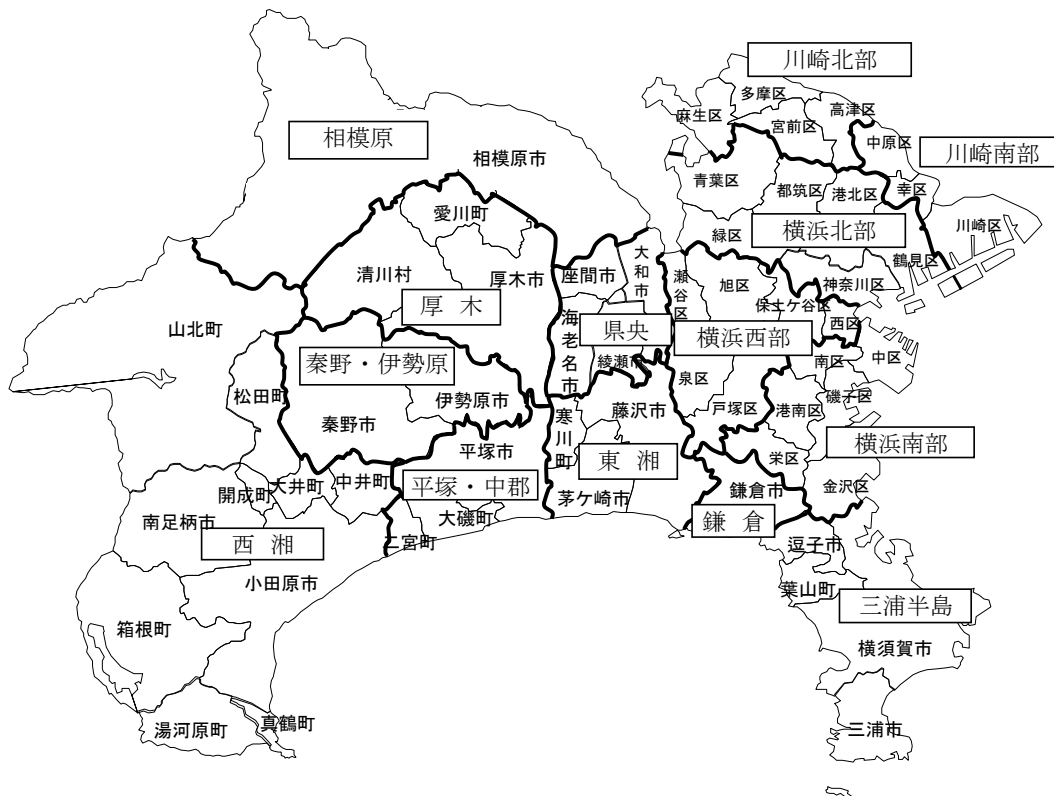 川崎北部
多摩区
麻生区
高津区
宮前区
相模原
中原区
川崎南部
相模原市
青葉区
都筑区
港北区
幸区
愛川町
川崎区
横浜北部
緑区
鶴見区
大和市
座間市
清川村
厚木市
瀬谷区
旭区
神奈川区
厚木
保土ケ谷区
海老名市
県央
横浜西部
西区
山北町
秦野・伊勢原
綾瀬市
南区
中区
泉区
松田町
伊勢原市
藤沢市
戸塚区
港南区
磯子区
秦野市
寒川町
横浜南部
平塚市
東湘
栄区
開成町
大井町
中井町
平塚・中郡
鎌倉市
金沢区
茅ケ崎市
南足柄市
大磯町
鎌倉
西湘
二宮町
逗子市
小田原市
葉山町
三浦半島
箱根町
横須賀市
湯河原町
真鶴町
三浦市